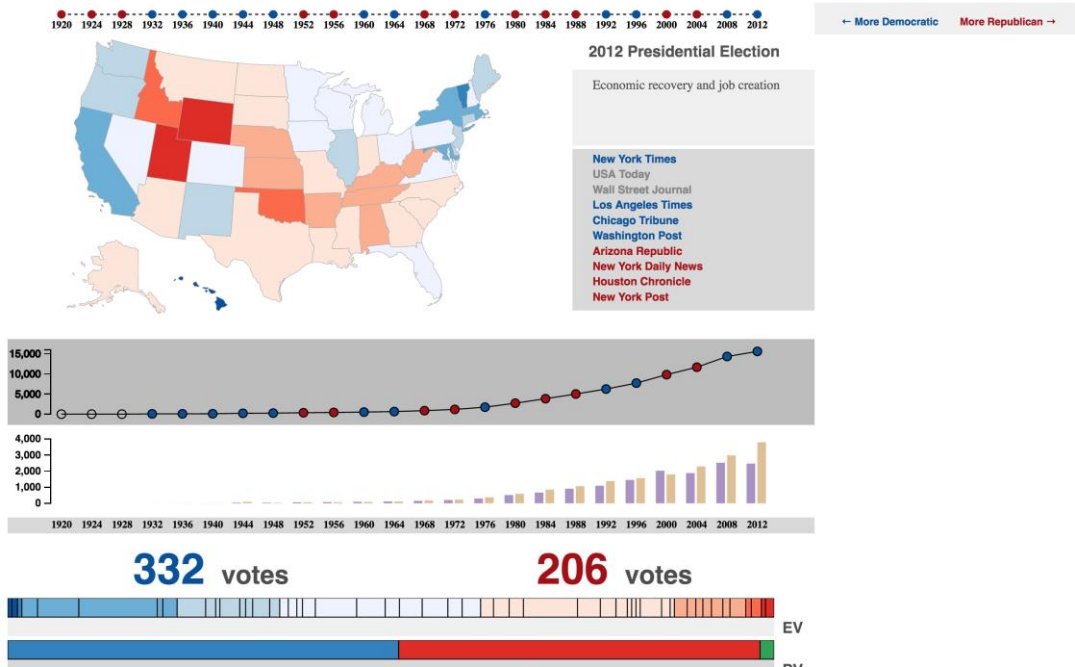 1920 1924 1928 1932 1936 1940 1944 1948 1952 1956 1960 1964 1968 1972 1976 1980 1984 1988 1992 1996 2000 2004 2008 2012
← More Democratic More Republican →
2012 Presidential Election
Economic recovery and job creation
New York Times
USA Today
Wall Street Journal
Los Angeles Times
Chicago Tribune
Washington Post
Arizona Republic
New York Daily News
Houston Chronicle
New York Post
15,000
10,000
5,000
0
4,000
3,000
2,000
1,000
0
1920 1924 1928 1932 1936 1940 1944 1948 1952 1956 1960 1964 1968 1972 1976 1980 1984 1988 1992 1996 2000 2004 2008 2012
332 votes 206 votes
EV